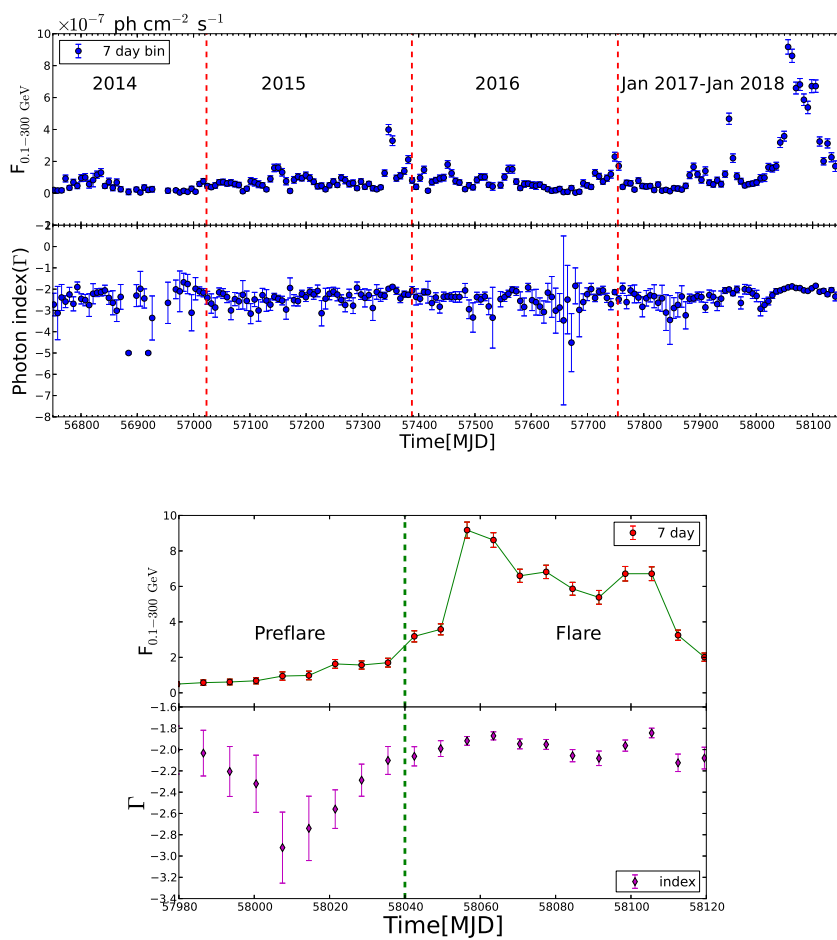 ×10⁻⁷ ph cm⁻² s⁻¹
10
7 day bin
2014
2015
2016
Jan 2017-Jan 2018
8
6
4
2
0
F0.1−300 GeV
−2
1
0
−1
−2
−3
−4
−5
−6
−7
−8
Photon index(Γ)
56800 56900 57000 57100 57200 57300 57400 57500 57600 57700 57800 57900 58000 58100
Time[MJD]
10
7 day
8
6
4
2
0
F0.1−300 GeV
Preflare
Flare
−1.6
−1.8
−2.0
−2.2
−2.4
−2.6
−2.8
−3.0
−3.2
−3.4
Γ
index
57980 58000 58020 58040 58060 58080 58100 58120
Time[MJD]